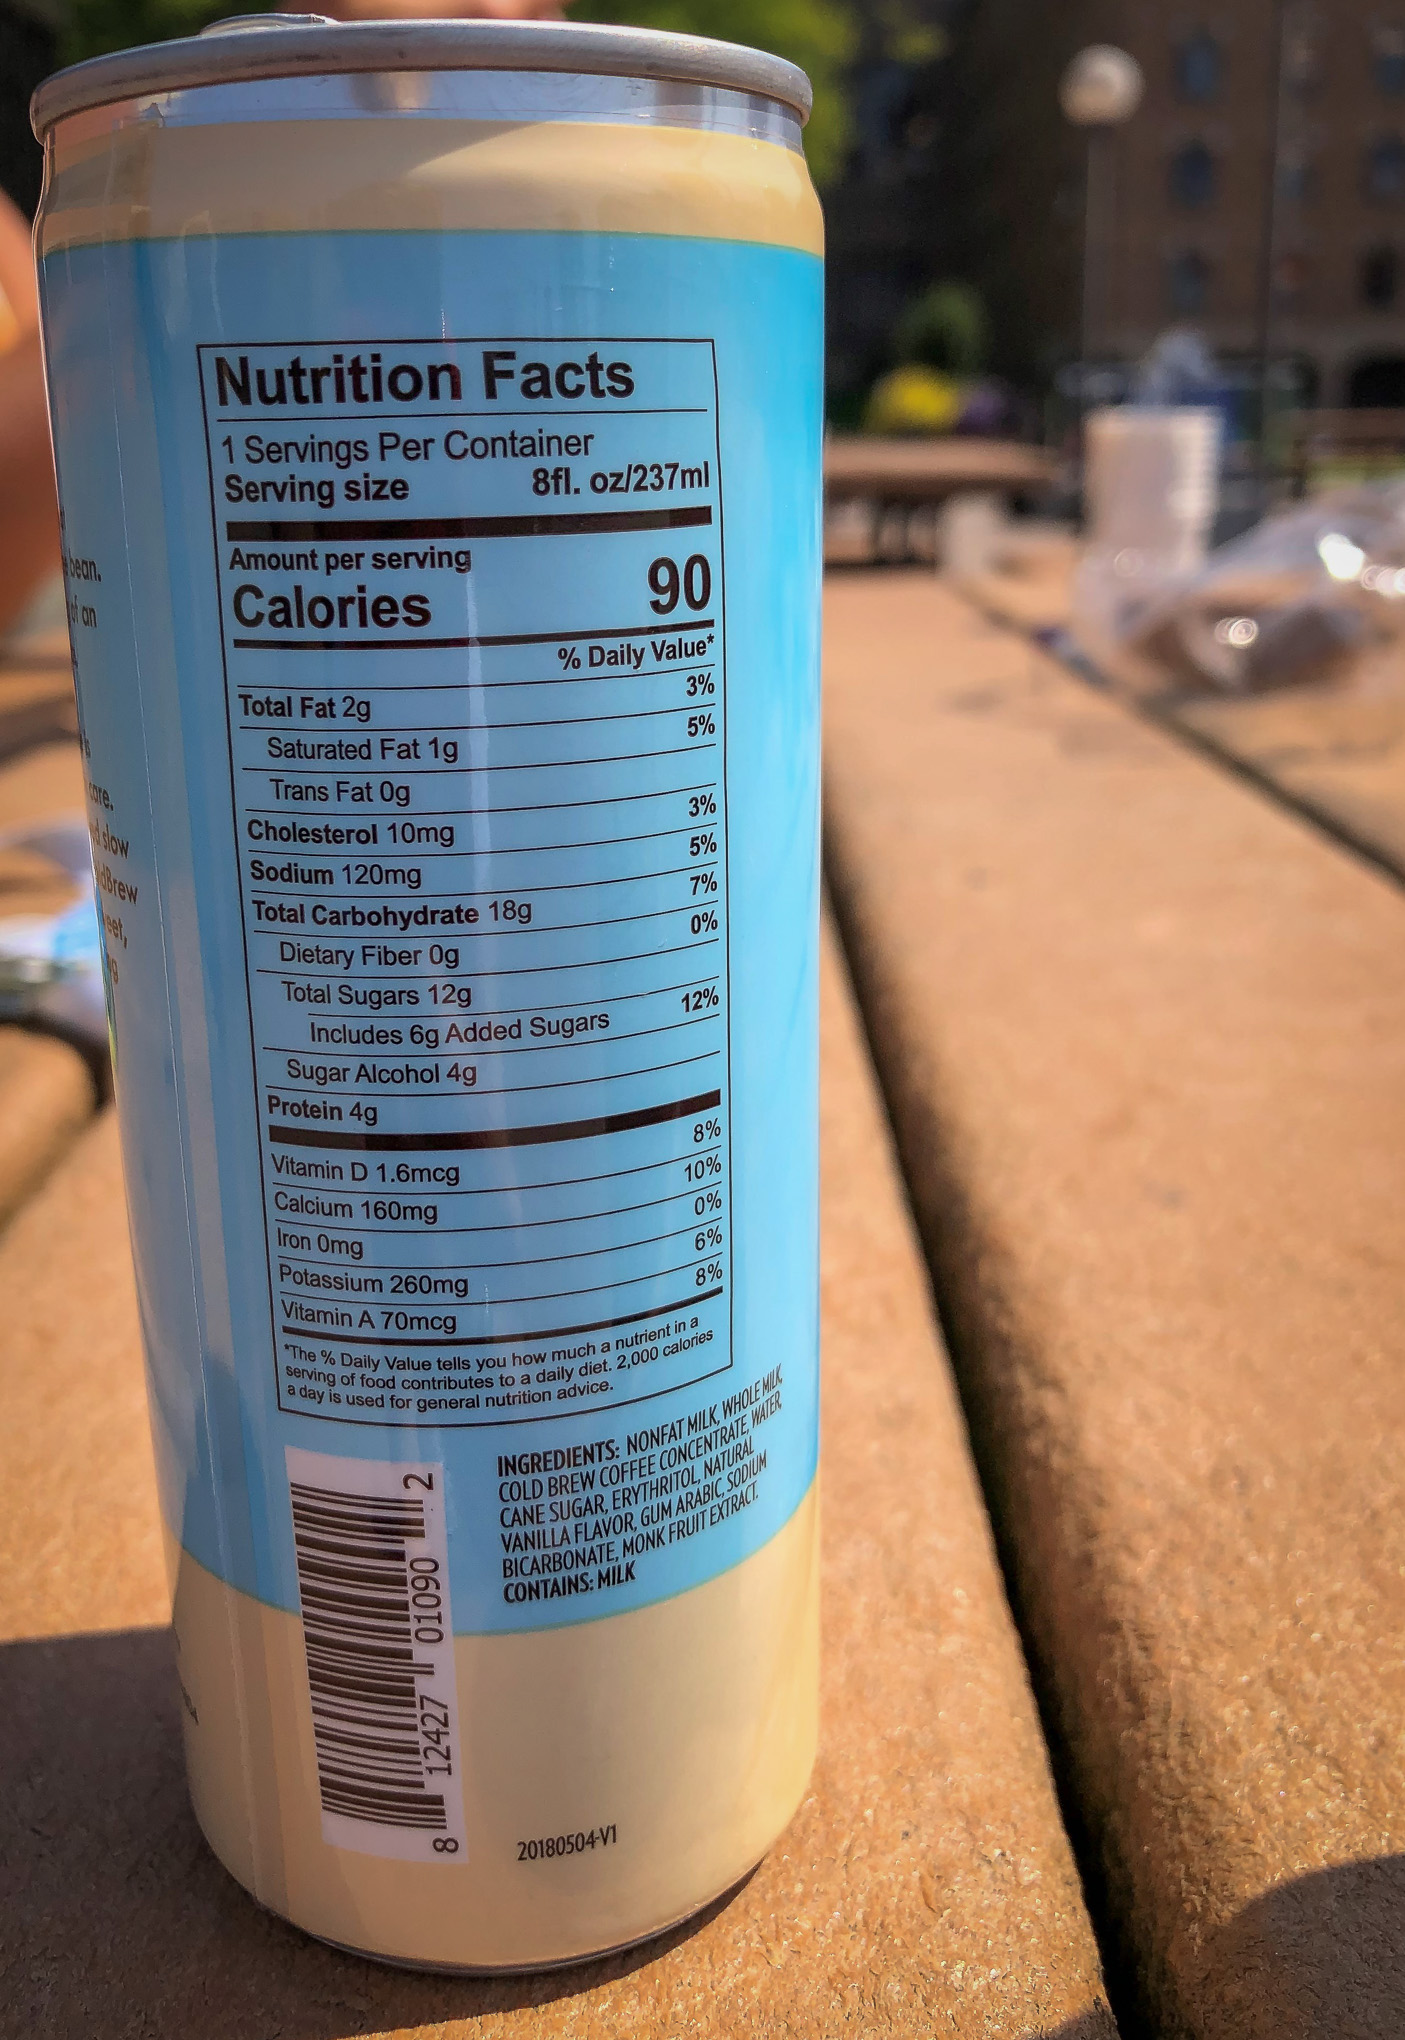 bean.
of an
care.
slow
Brew
Nutrition Facts
1 Servings Per Container
Serving size 8fl. oz/237ml
Amount per serving
Calories 90
% Daily Value*
Total Fat 2g 3%
Saturated Fat 1g 5%
Trans Fat 0g
Cholesterol 10mg 3%
Sodium 120mg 5%
Total Carbohydrate 18g 7%
Dietary Fiber 0g 0%
Total Sugars 12g
Includes 6g Added Sugars 12%
Sugar Alcohol 4g
Protein 4g
Vitamin D 1.6mcg 8%
Calcium 160mg 10%
Iron 0mg 0%
Potassium 260mg 6%
Vitamin A 70mcg 8%
*The % Daily Value tells you how much a nutrient in a
serving of food contributes to a daily diet. 2,000 calories
a day is used for general nutrition advice.
INGREDIENTS: NONFAT MILK, WHOLE MILK,
COLD BREW COFFEE CONCENTRATE, WATER,
CANE SUGAR, ERYTHRITOL, NATURAL
VANILLA FLAVOR, GUM ARABIC, SODIUM
BICARBONATE, MONK FRUIT EXTRACT.
CONTAINS: MILK
8 12427 01090 2
20180504-V1